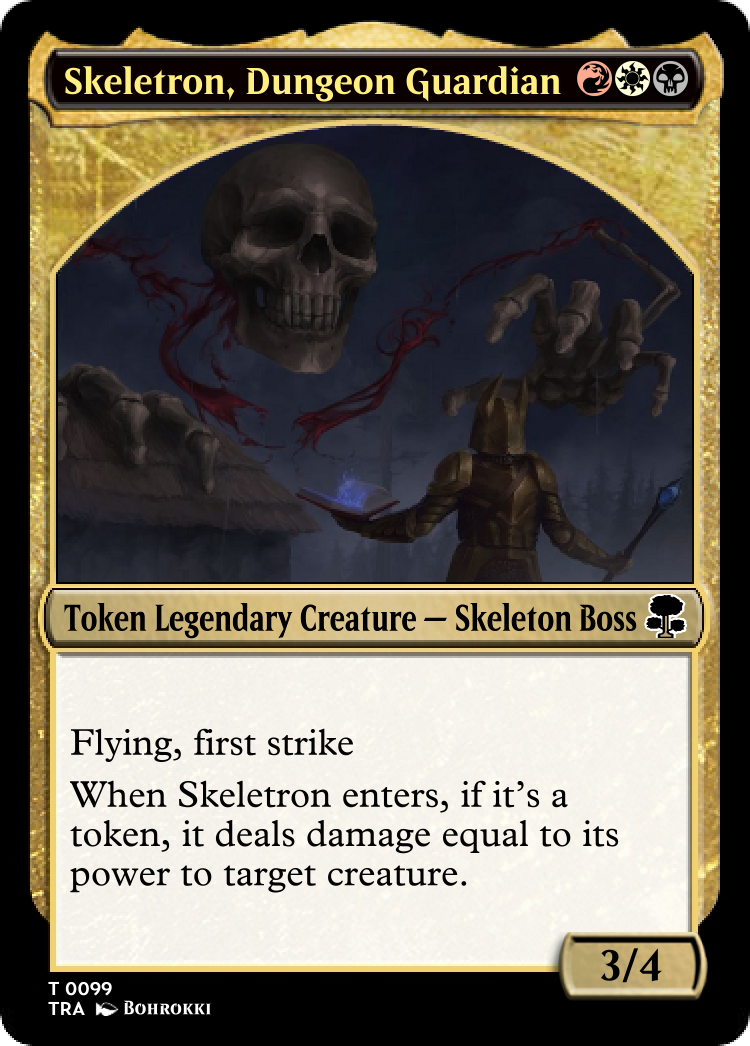 Skeletron, Dungeon Guardian
Token Legendary Creature — Skeleton Boss
Flying, first strike
When Skeletron enters, if it's a
token, it deals damage equal to its
power to target creature.
3/4
T 0099
TRA BOHROKKI